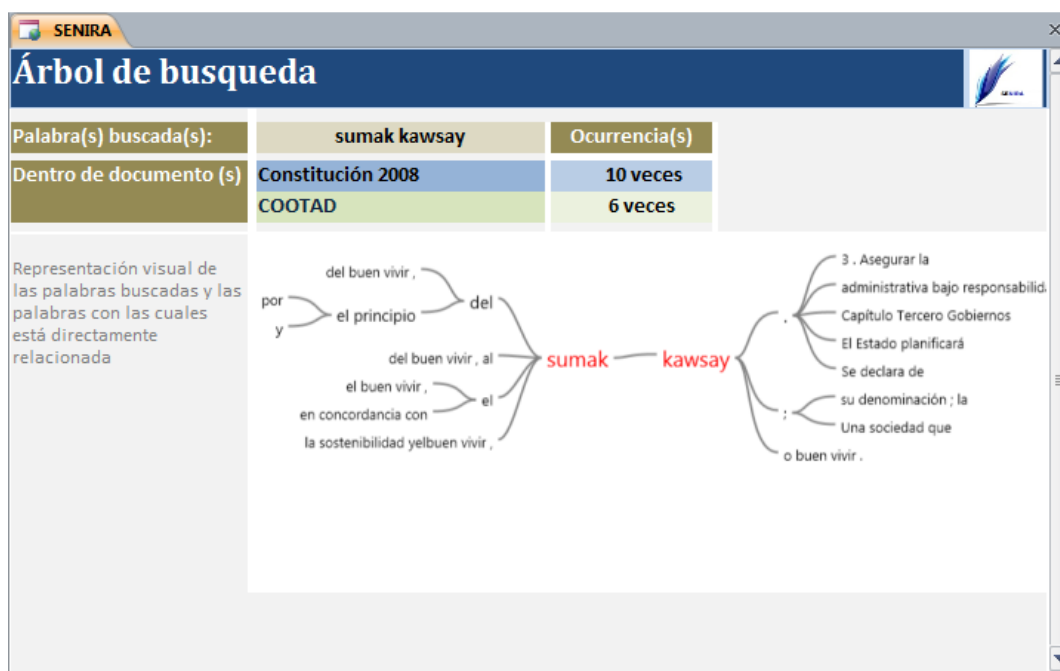 SENIRA
Árbol de busqueda
SENIRA
Palabra(s) buscada(s): sumak kawsay Ocurrencia(s)
Dentro de documento (s) Constitución 2008 10 veces
COOTAD 6 veces
Representación visual de
las palabras buscadas y las
palabras con las cuales
está directamente
relacionada
del buen vivir ,
por
y
el principio
del
del buen vivir , al
el buen vivir ,
en concordancia con
el
la sostenibilidad yelbuen vivir ,
sumak kawsay
.
3 . Asegurar la
administrativa bajo responsabilid
Capítulo Tercero Gobiernos
El Estado planificará
Se declara de
;
su denominación ; la
Una sociedad que
o buen vivir .